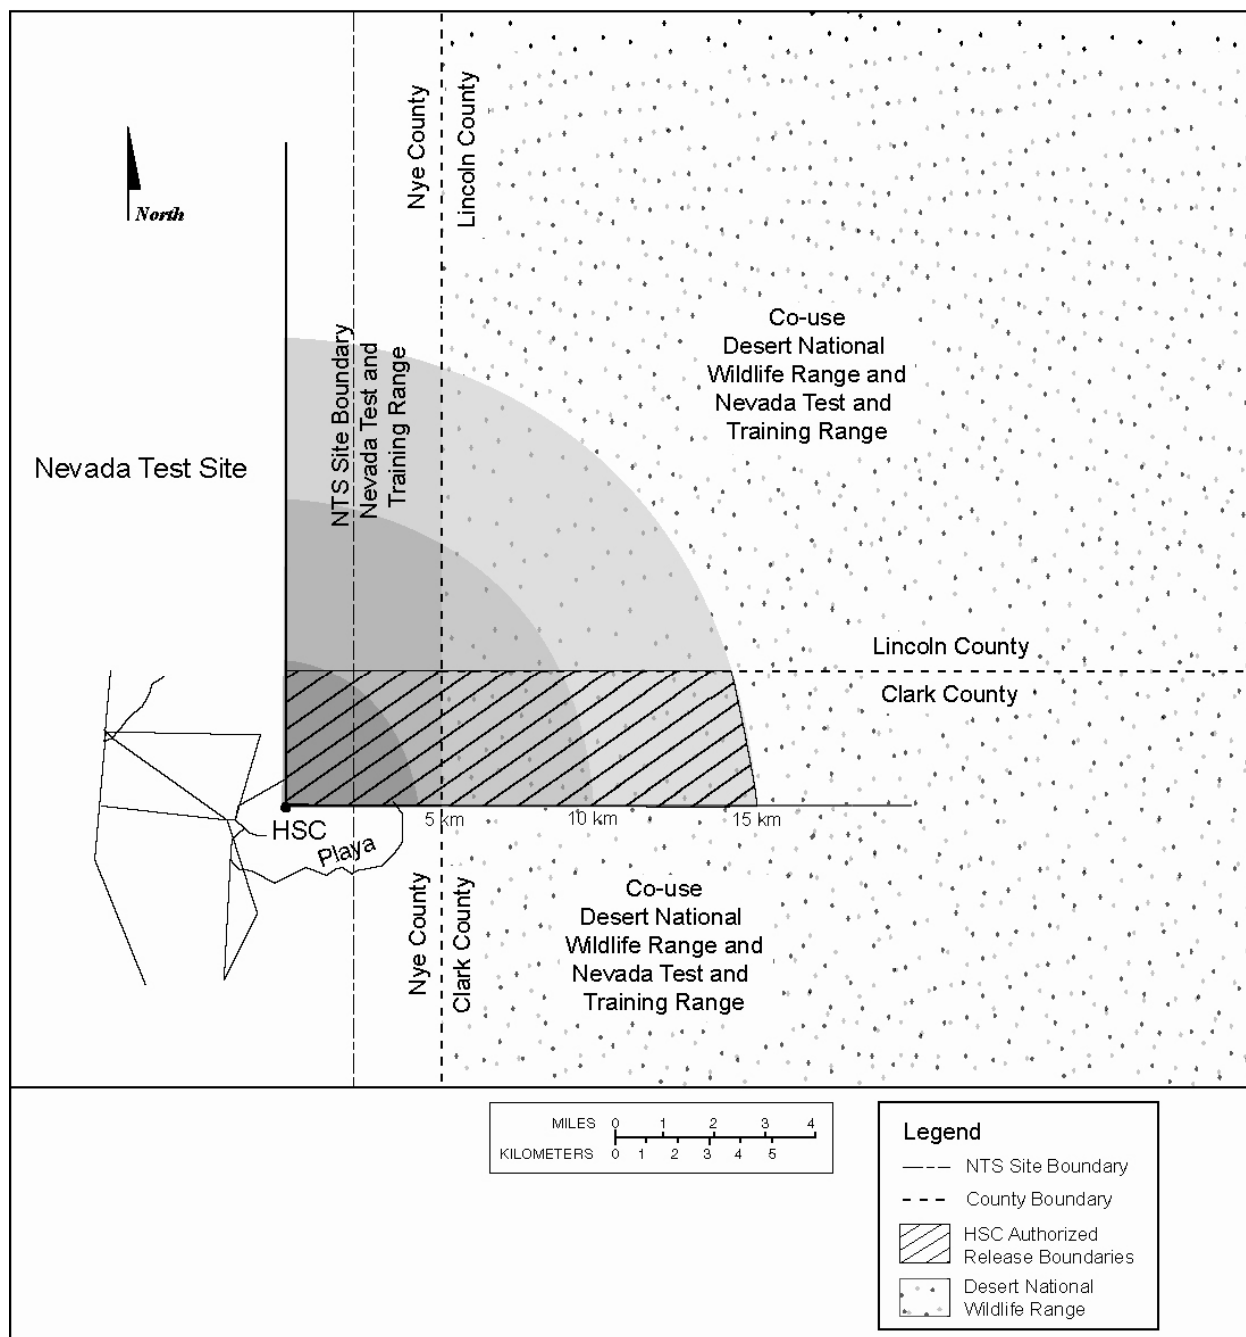 Nye County
Lincoln County
North
Co-use
Desert National
Wildlife Range and
Nevada Test and
Training Range
NTS Site Boundary
Nevada Test and
Training Range
Nevada Test Site
Lincoln County
Clark County
HSC
Playa
5 km
10 km
15 km
Nye County
Clark County
Co-use
Desert National
Wildlife Range and
Nevada Test and
Training Range
MILES 0 1 2 3 4
KILOMETERS 0 1 2 3 4 5
Legend
NTS Site Boundary
County Boundary
HSC Authorized
Release Boundaries
Desert National
Wildlife Range